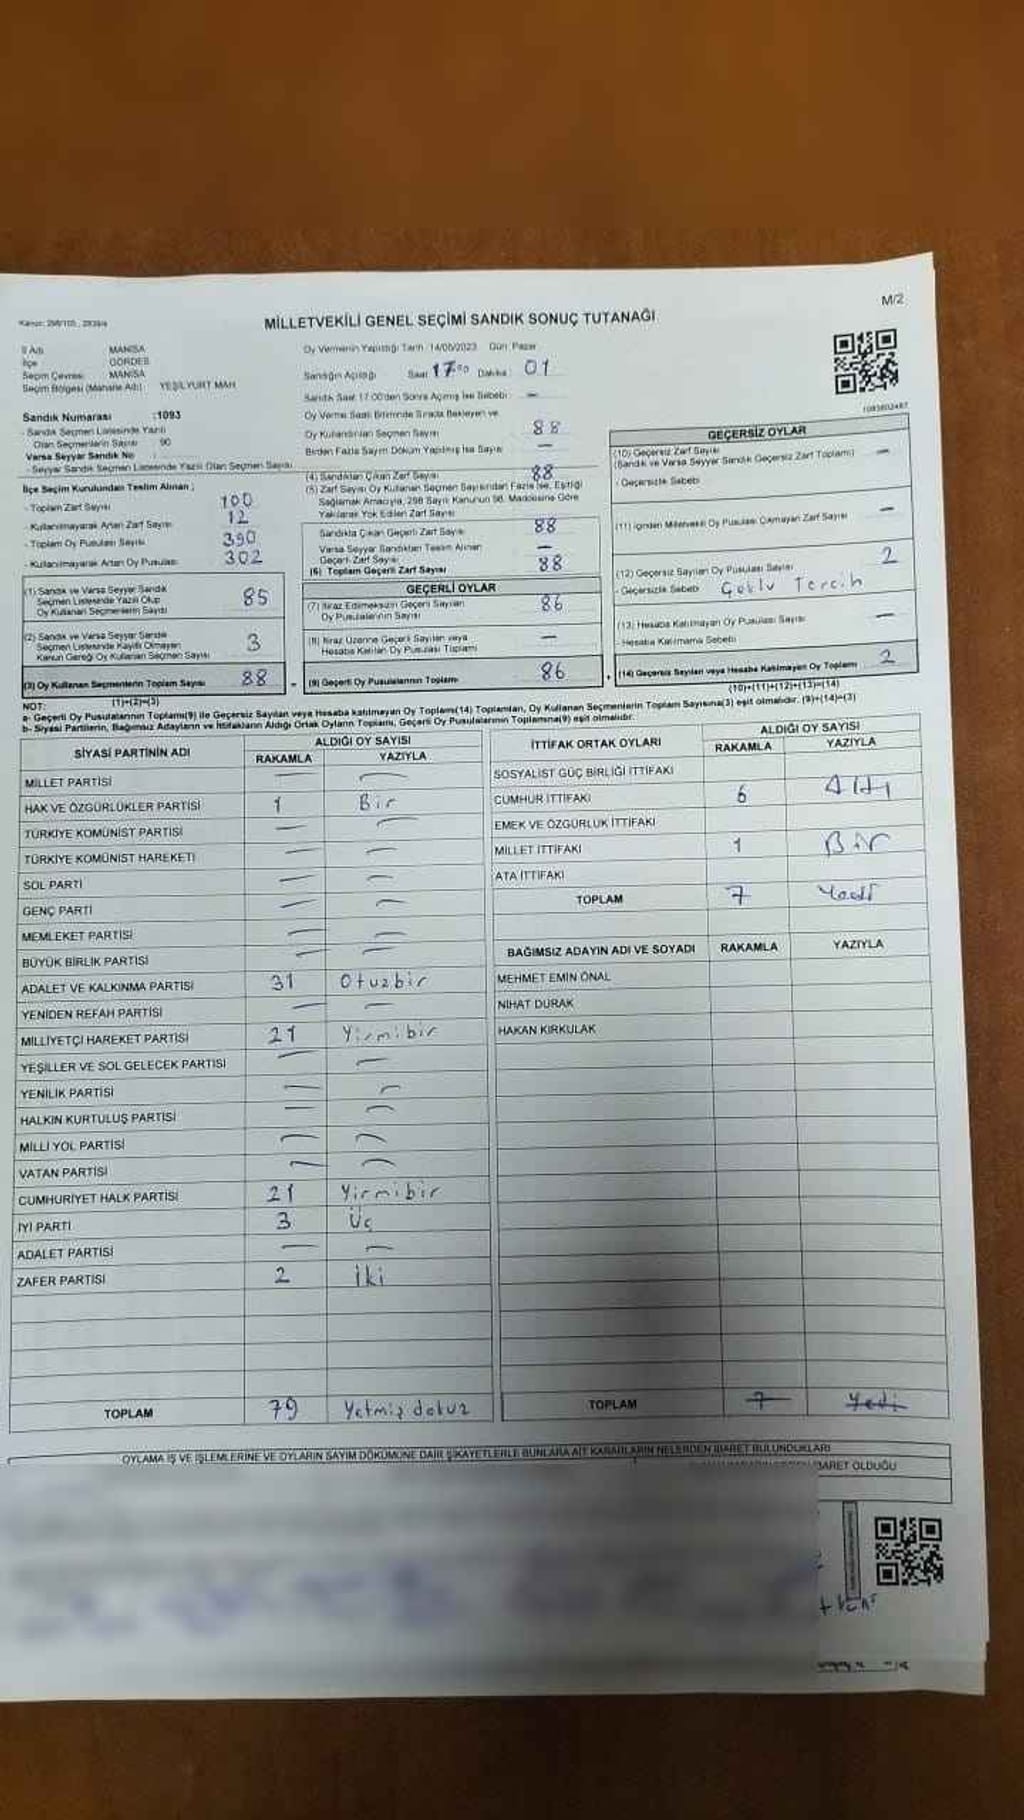 M/2
MİLLETVEKİLİ GENEL SEÇİMİ SANDIK SONUÇ TUTANAĞI
İl Adı MANİSA
İlçe GÖRDES
Seçim Çevresi MANİSA
Seçim Bölgesi (Mahalle Adı) YEŞİLYURT MAH
Sandık Numarası :1093
- Sandık Seçmen Listesinde Yazılı
Olan Seçmenlerin Sayısı 90
Varsa Seyyar Sandık No :
- Seyyar Sandık Seçmen Listesinde Yazılı Olan Seçmen Sayısı
Oy Vermenin Yapıldığı Tarih 14/05/2023 Gün: Pazar
Sandığın Açıldığı Saat 17:00 Dakika: 01
Sandık Saat 17:00'den Sonra Açılmış İse Sebebi: —
Oy Verme Saati Bitiminde Sırada Bekleyen ve
Oy Kullandırılan Seçmen Sayısı 88
Birden Fazla Sayım Döküm Yapılmış İse Sayısı —
İlçe Seçim Kurulundan Teslim Alınan ;
- Toplam Zarf Sayısı 100
- Kullanılmayarak Artan Zarf Sayısı 12
- Toplam Oy Pusulası Sayısı 390
- Kullanılmayarak Artan Oy Pusulası 302
(1) Sandık ve Varsa Seyyar Sandık
Seçmen Listesinde Yazılı Olup
Oy Kullanan Seçmenlerin Sayısı 85
(2) Sandık ve Varsa Seyyar Sandık
Seçmen Listesinde Kayıtlı Olmayan
Kanun Gereği Oy Kullanan Seçmen Sayısı 3
(3) Oy Kullanan Seçmenlerin Toplam Sayısı 88
(1)+(2)=(3)
(4) Sandıktan Çıkan Zarf Sayısı 88
(5) Zarf Sayısı Oy Kullanan Seçmen Sayısından Fazla İse, Eşitliği
Sağlamak Amacıyla, 298 Sayılı Kanunun 98. Maddesine Göre
Yakılarak Yok Edilen Zarf Sayısı
Sandıkta Çıkan Geçerli Zarf Sayısı 88
Varsa Seyyar Sandıktan Teslim Alınan
Geçerli Zarf Sayısı —
(6) Toplam Geçerli Zarf Sayısı 88
GEÇERLİ OYLAR
(7) İtiraz Edilmeksizin Geçerli Sayılan
Oy Pusulalarının Sayısı 86
(8) İtiraz Üzerine Geçerli Sayılan veya
Hesaba Katılan Oy Pusulası Toplamı —
(9) Geçerli Oy Pusulalarının Toplamı 86
GEÇERSİZ OYLAR
(10) Geçersiz Zarf Sayısı
(Sandık ve Varsa Seyyar Sandık Geçersiz Zarf Toplamı) —
- Geçersizlik Sebebi
(11) İçinden Milletvekili Oy Pusulası Çıkmayan Zarf Sayısı —
(12) Geçersiz Sayılan Oy Pusulası Sayısı 2
- Geçersizlik Sebebi Çoklu Tercih
(13) Hesaba Katılmayan Oy Pusulası Sayısı —
- Hesaba Katılmama Sebebi
(14) Geçersiz Sayılan veya Hesaba Katılmayan Oy Toplamı 2
(10)+(11)+(12)+(13)=(14)
NOT:
a- Geçerli Oy Pusulalarının Toplamı(9) ile Geçersiz Sayılan veya Hesaba Katılmayan Oy Toplamı(14) Toplamları, Oy Kullanan Seçmenlerin Toplam Sayısına(3) eşit olmalıdır. (9)+(14)=(3)
b- Siyasi Partilerin, Bağımsız Adayların ve İttifakların Aldığı Ortak Oyların Toplamı, Geçerli Oy Pusulalarının Toplamına(9) eşit olmalıdır.
SİYASİ PARTİNİN ADI ALDIĞI OY SAYISI
RAKAMLA YAZIYLA
MİLLET PARTİSİ — —
HAK VE ÖZGÜRLÜKLER PARTİSİ 1 Bir
TÜRKİYE KOMÜNİST PARTİSİ — —
TÜRKİYE KOMÜNİST HAREKETİ — —
SOL PARTİ — —
GENÇ PARTİ — —
MEMLEKET PARTİSİ — —
BÜYÜK BİRLİK PARTİSİ — —
ADALET VE KALKINMA PARTİSİ 31 Otuzbir
YENİDEN REFAH PARTİSİ — —
MİLLİYETÇİ HAREKET PARTİSİ 21 Yirmibir
YEŞİLLER VE SOL GELECEK PARTİSİ — —
YENİLİK PARTİSİ — —
HALKIN KURTULUŞ PARTİSİ — —
MİLLİ YOL PARTİSİ — —
VATAN PARTİSİ — —
CUMHURİYET HALK PARTİSİ 21 Yirmibir
İYİ PARTİ 3 Üç
ADALET PARTİSİ — —
ZAFER PARTİSİ 2 İki
TOPLAM 79 Yetmiş dokuz
İTTİFAK ORTAK OYLARI ALDIĞI OY SAYISI
RAKAMLA YAZIYLA
SOSYALİST GÜÇ BİRLİĞİ İTTİFAKI
CUMHUR İTTİFAKI 6 Altı
EMEK VE ÖZGÜRLÜK İTTİFAKI
MİLLET İTTİFAKI 1 Bir
ATA İTTİFAKI
TOPLAM 7 Yedi
BAĞIMSIZ ADAYIN ADI VE SOYADI RAKAMLA YAZIYLA
MEHMET EMİN ÖNAL
NİHAT DURAK
HAKAN KIRKULAK
TOPLAM 7 Yedi
OYLAMA İŞ VE İŞLEMLERİNE VE OYLARIN SAYIM DÖKÜMÜNE DAİR ŞİKAYETLERLE BUNLARA AİT KARARLARIN NELERDEN İBARET BULUNDUKLARI
OLDUĞU